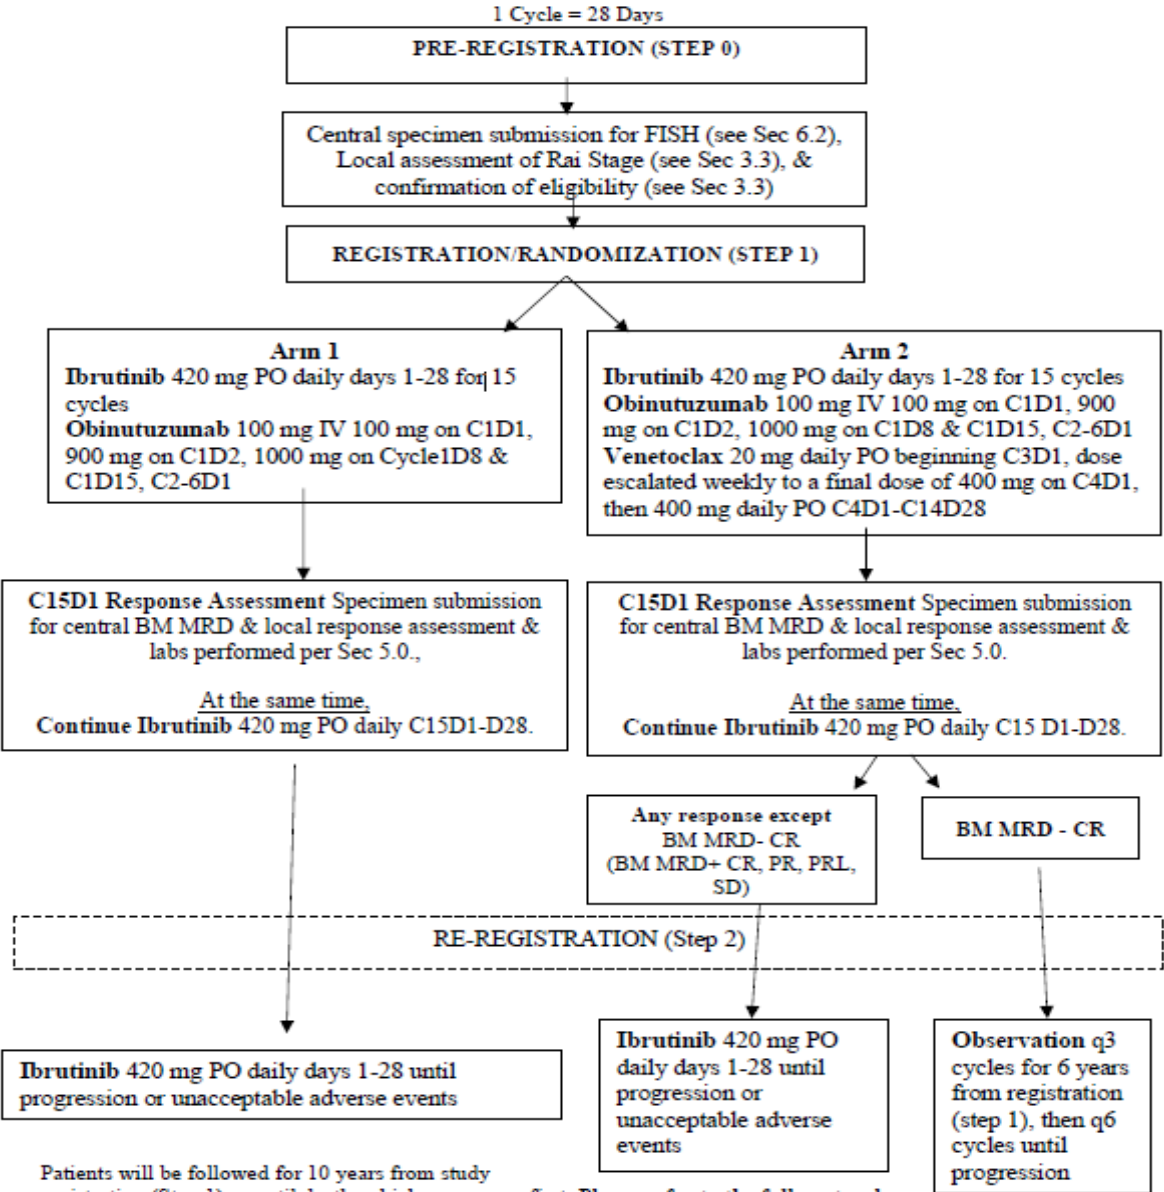 1 Cycle = 28 Days
PRE-REGISTRATION (STEP 0)
Central specimen submission for FISH (see Sec 6.2),
Local assessment of Rai Stage (see Sec 3.3), &
confirmation of eligibility (see Sec 3.3)
REGISTRATION/RANDOMIZATION (STEP 1)
Arm 1
Ibrutinib 420 mg PO daily days 1-28 for 15
cycles
Obinutuzumab 100 mg IV 100 mg on C1D1,
900 mg on C1D2, 1000 mg on Cycle1D8 &
C1D15, C2-6D1
Arm 2
Ibrutinib 420 mg PO daily days 1-28 for 15 cycles
Obinutuzumab 100 mg IV 100 mg on C1D1, 900
mg on C1D2, 1000 mg on C1D8 & C1D15, C2-6D1
Venetoclax 20 mg daily PO beginning C3D1, dose
escalated weekly to a final dose of 400 mg on C4D1,
then 400 mg daily PO C4D1-C14D28
C15D1 Response Assessment Specimen submission
for central BM MRD & local response assessment &
labs performed per Sec 5.0.,
At the same time,
Continue Ibrutinib 420 mg PO daily C15D1-D28.
C15D1 Response Assessment Specimen submission
for central BM MRD & local response assessment &
labs performed per Sec 5.0.
At the same time,
Continue Ibrutinib 420 mg PO daily C15 D1-D28.
Any response except
BM MRD- CR
(BM MRD+ CR, PR, PRL,
SD)
BM MRD - CR
RE-REGISTRATION (Step 2)
Ibrutinib 420 mg PO daily days 1-28 until
progression or unacceptable adverse events
Ibrutinib 420 mg PO
daily days 1-28 until
progression or
unacceptable adverse
events
Observation q3
cycles for 6 years
from registration
(step 1), then q6
cycles until
progression
Patients will be followed for 10 years from study